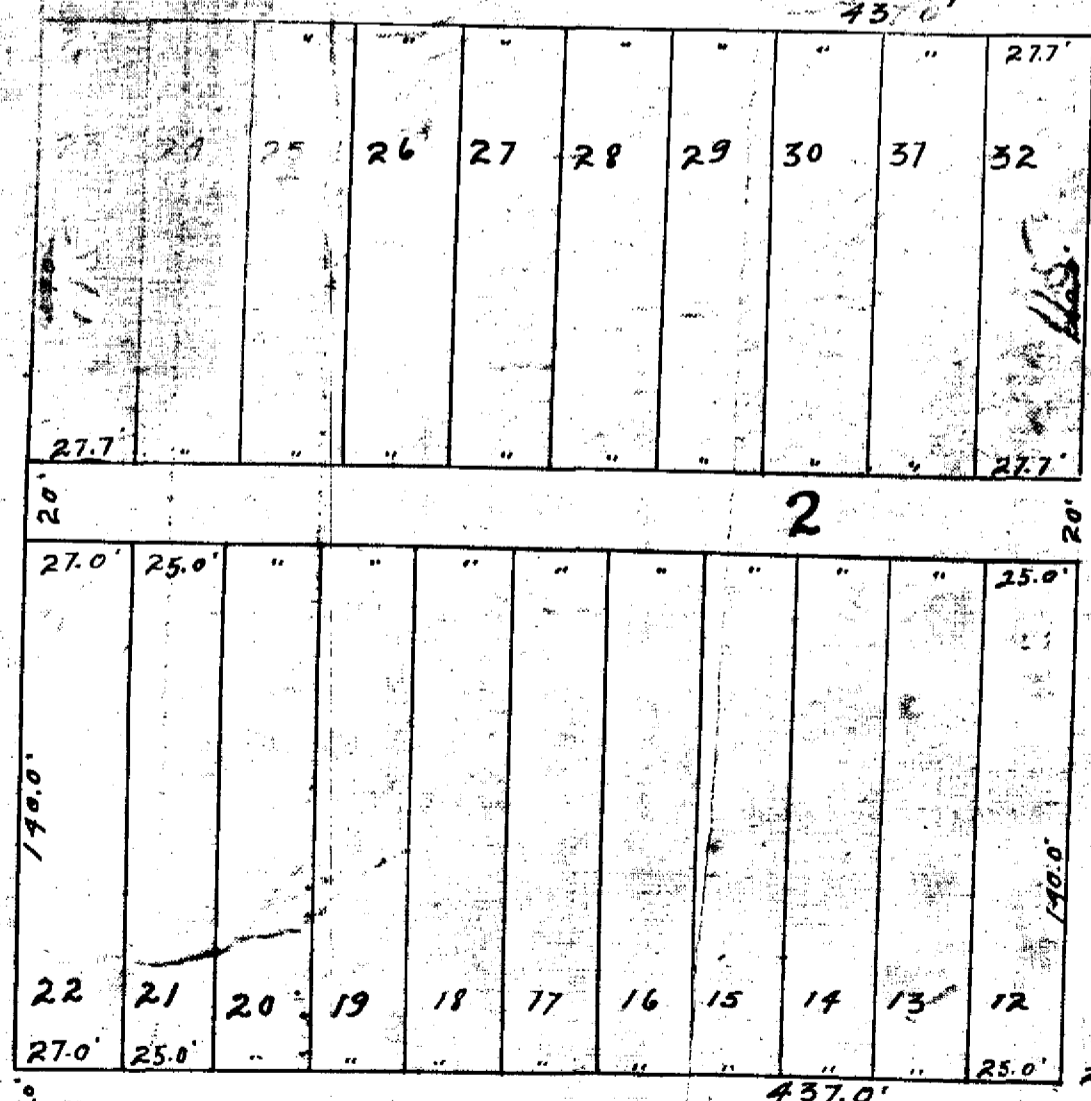 " " " " " " " 27.7'
25 26 27 28 29 30 31 32
115
27.7' " " " " " " " " 27.7'
20' 2 20'
27.0' 25.0' " " " " " " " " 25.0'
140.0' 140.0'
22 21 20 19 18 17 16 15 14 13 12
27.0' 25.0' " " " " " " " " 25.0'
437.0'